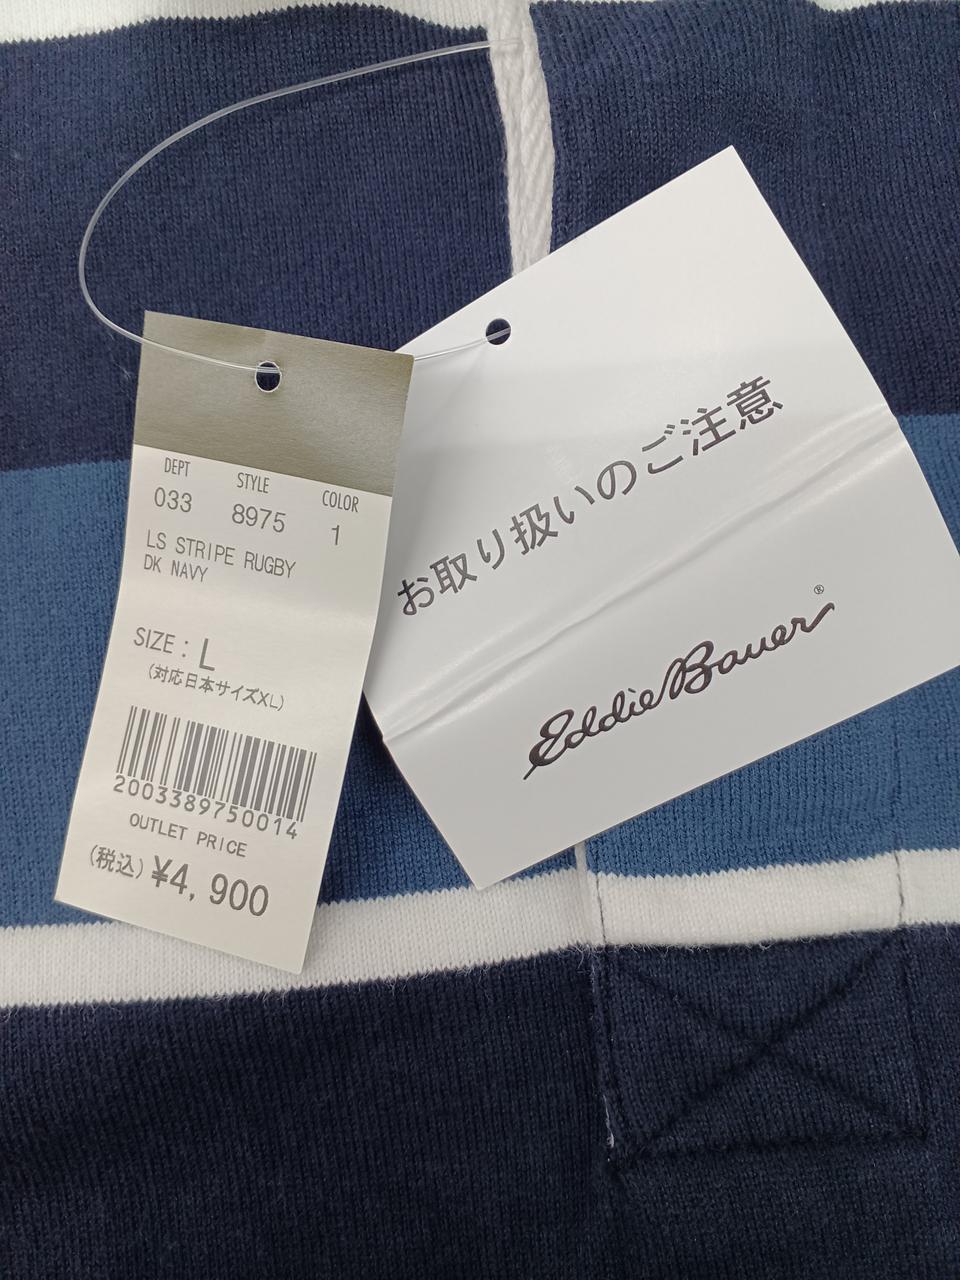 DEPT STYLE COLOR
033 8975 1
LS STRIPE RUGBY
DK NAVY
SIZE : L
(対応日本サイズXL)
2003389750014
OUTLET PRICE
(税込) ¥4,900
お取り扱いのご注意
Eddie Bauer®